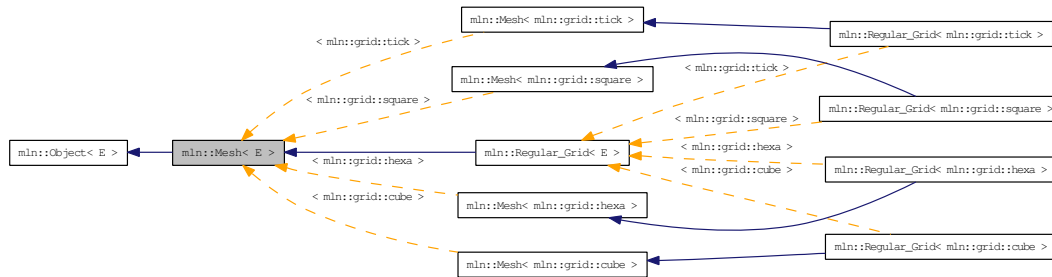 mln::Mesh< mln::grid::tick >
mln::Regular_Grid< mln::grid::tick >
< mln::grid::tick >
< mln::grid::tick >
mln::Mesh< mln::grid::square >
< mln::grid::square >
mln::Regular_Grid< mln::grid::square >
< mln::grid::square >
mln::Object< E >
mln::Mesh< E >
mln::Regular_Grid< E >
< mln::grid::hexa >
< mln::grid::hexa >
mln::Regular_Grid< mln::grid::hexa >
< mln::grid::cube >
< mln::grid::cube >
mln::Mesh< mln::grid::hexa >
mln::Regular_Grid< mln::grid::cube >
mln::Mesh< mln::grid::cube >